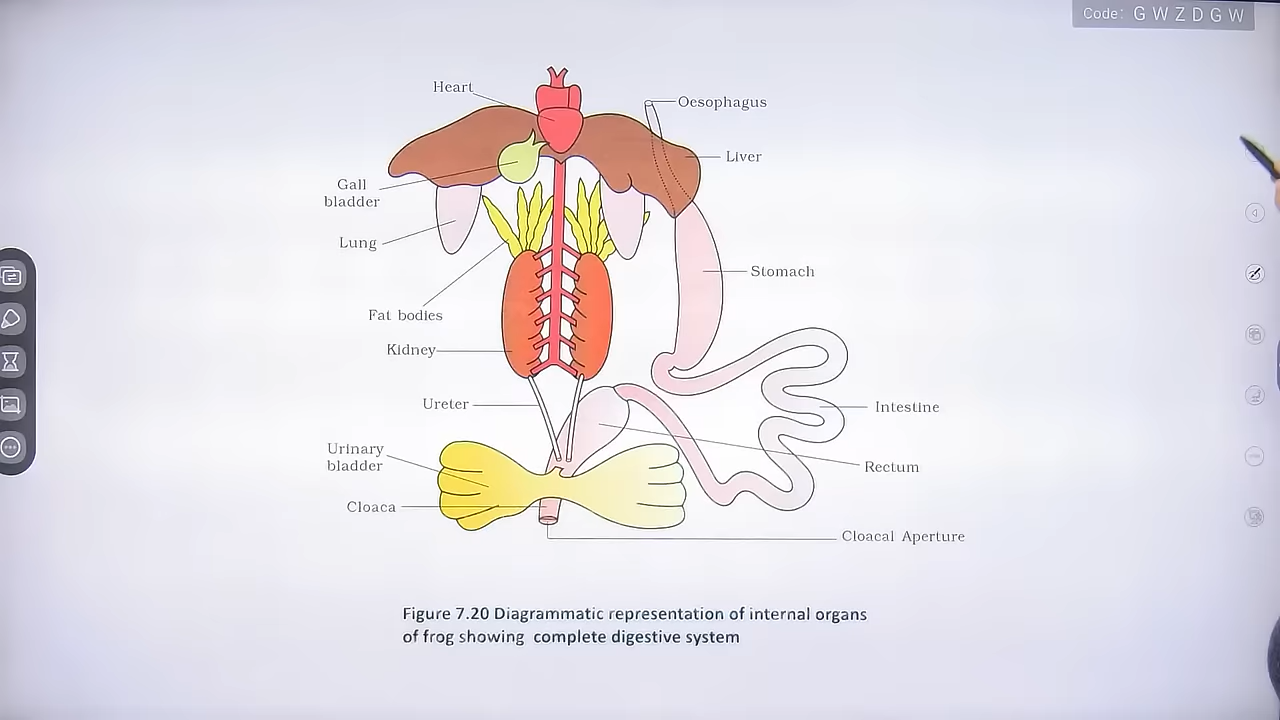 Code: G W Z D G W
Heart
Oesophagus
Liver
Gall
bladder
Lung
Stomach
Fat bodies
Kidney
Ureter
Intestine
Urinary
bladder
Rectum
Cloaca
Cloacal Aperture
Figure 7.20 Diagrammatic representation of internal organs
of frog showing complete digestive system